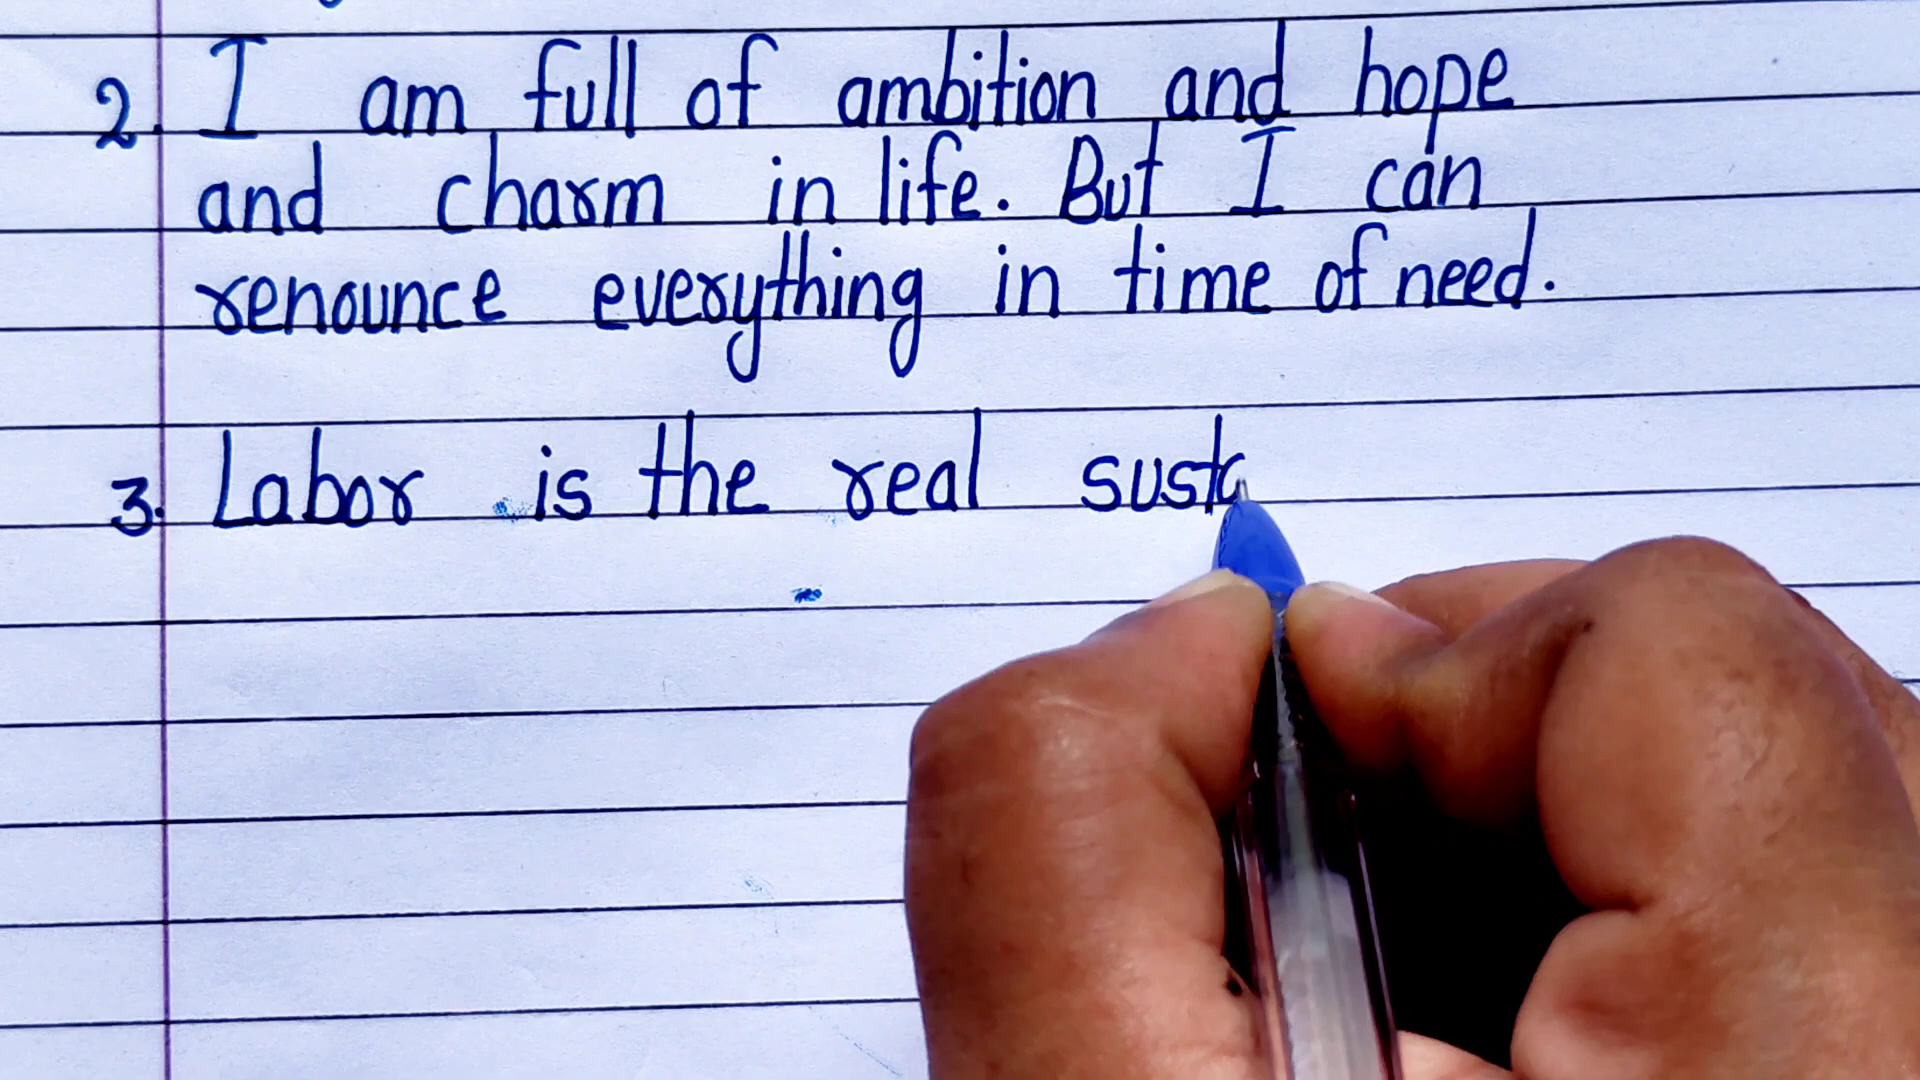 2. I am full of ambition and hope
and charm in life. But I can
renounce everything in time of need.
3. Labor is the real susta